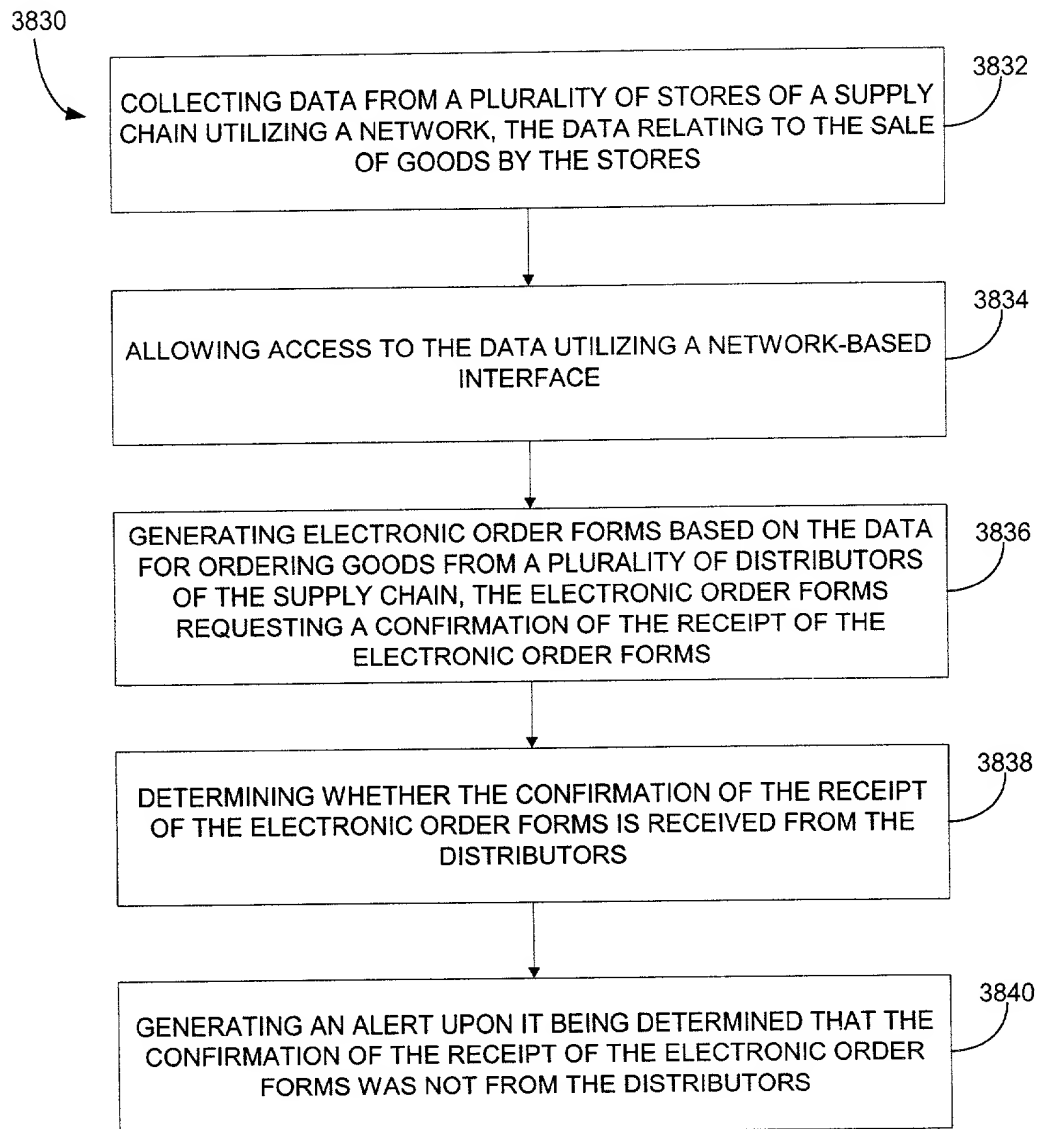 3830
3832
COLLECTING DATA FROM A PLURALITY OF STORES OF A SUPPLY
CHAIN UTILIZING A NETWORK, THE DATA RELATING TO THE SALE
OF GOODS BY THE STORES
3834
ALLOWING ACCESS TO THE DATA UTILIZING A NETWORK-BASED
INTERFACE
3836
GENERATING ELECTRONIC ORDER FORMS BASED ON THE DATA
FOR ORDERING GOODS FROM A PLURALITY OF DISTRIBUTORS
OF THE SUPPLY CHAIN, THE ELECTRONIC ORDER FORMS
REQUESTING A CONFIRMATION OF THE RECEIPT OF THE
ELECTRONIC ORDER FORMS
3838
DETERMINING WHETHER THE CONFIRMATION OF THE RECEIPT
OF THE ELECTRONIC ORDER FORMS IS RECEIVED FROM THE
DISTRIBUTORS
3840
GENERATING AN ALERT UPON IT BEING DETERMINED THAT THE
CONFIRMATION OF THE RECEIPT OF THE ELECTRONIC ORDER
FORMS WAS NOT FROM THE DISTRIBUTORS